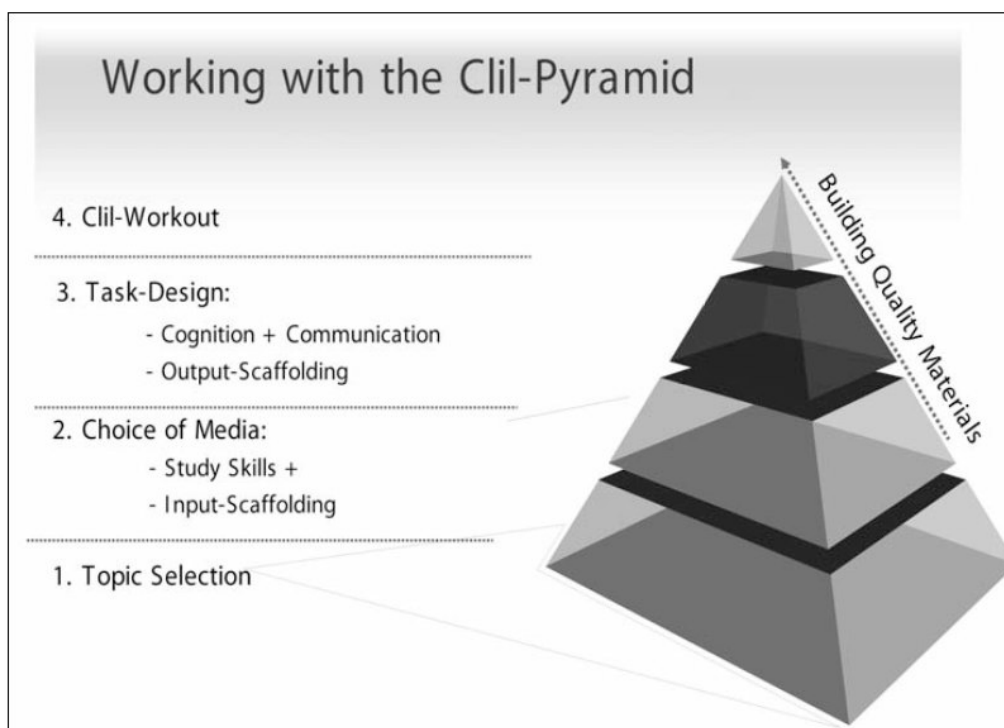 Working with the Clil-Pyramid
4. Clil-Workout
3. Task-Design:
- Cognition + Communication
- Output-Scaffolding
2. Choice of Media:
- Study Skills +
- Input-Scaffolding
1. Topic Selection
Building Quality Materials